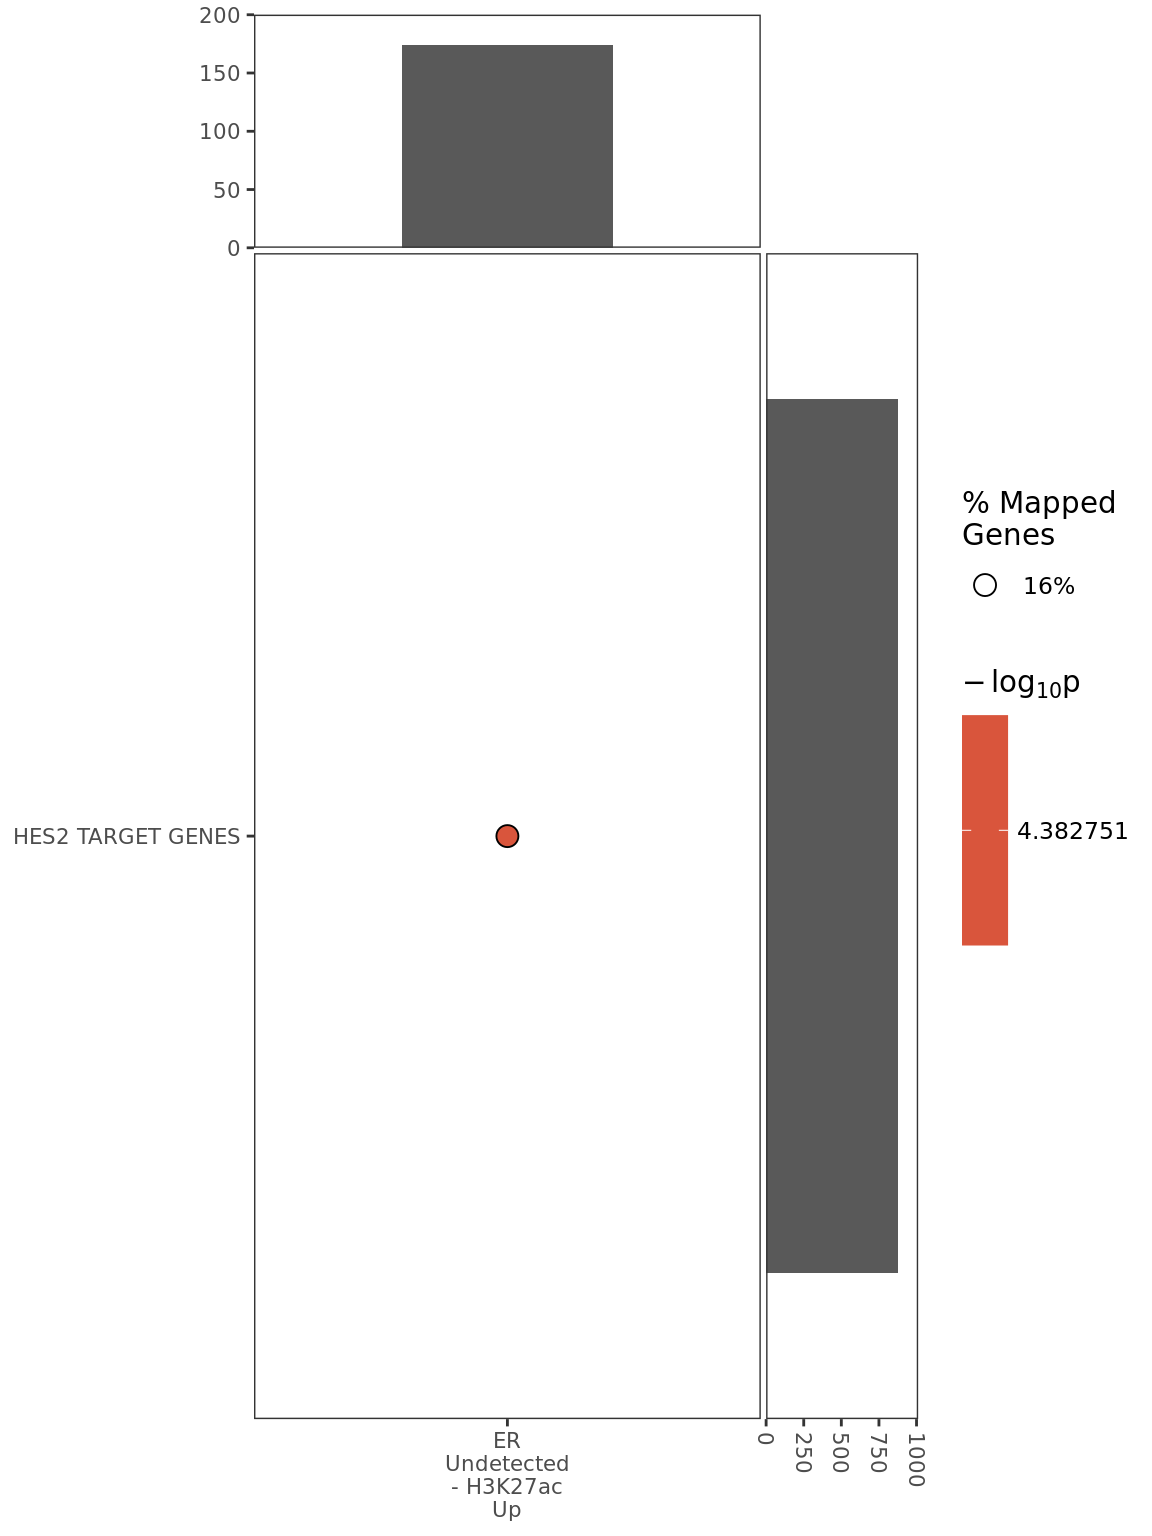 200
150
100
50
0
% Mapped
Genes
16%
− log10p
4.382751
HES2 TARGET GENES
ER
Undetected
- H3K27ac
Up
0
250
500
750
1000